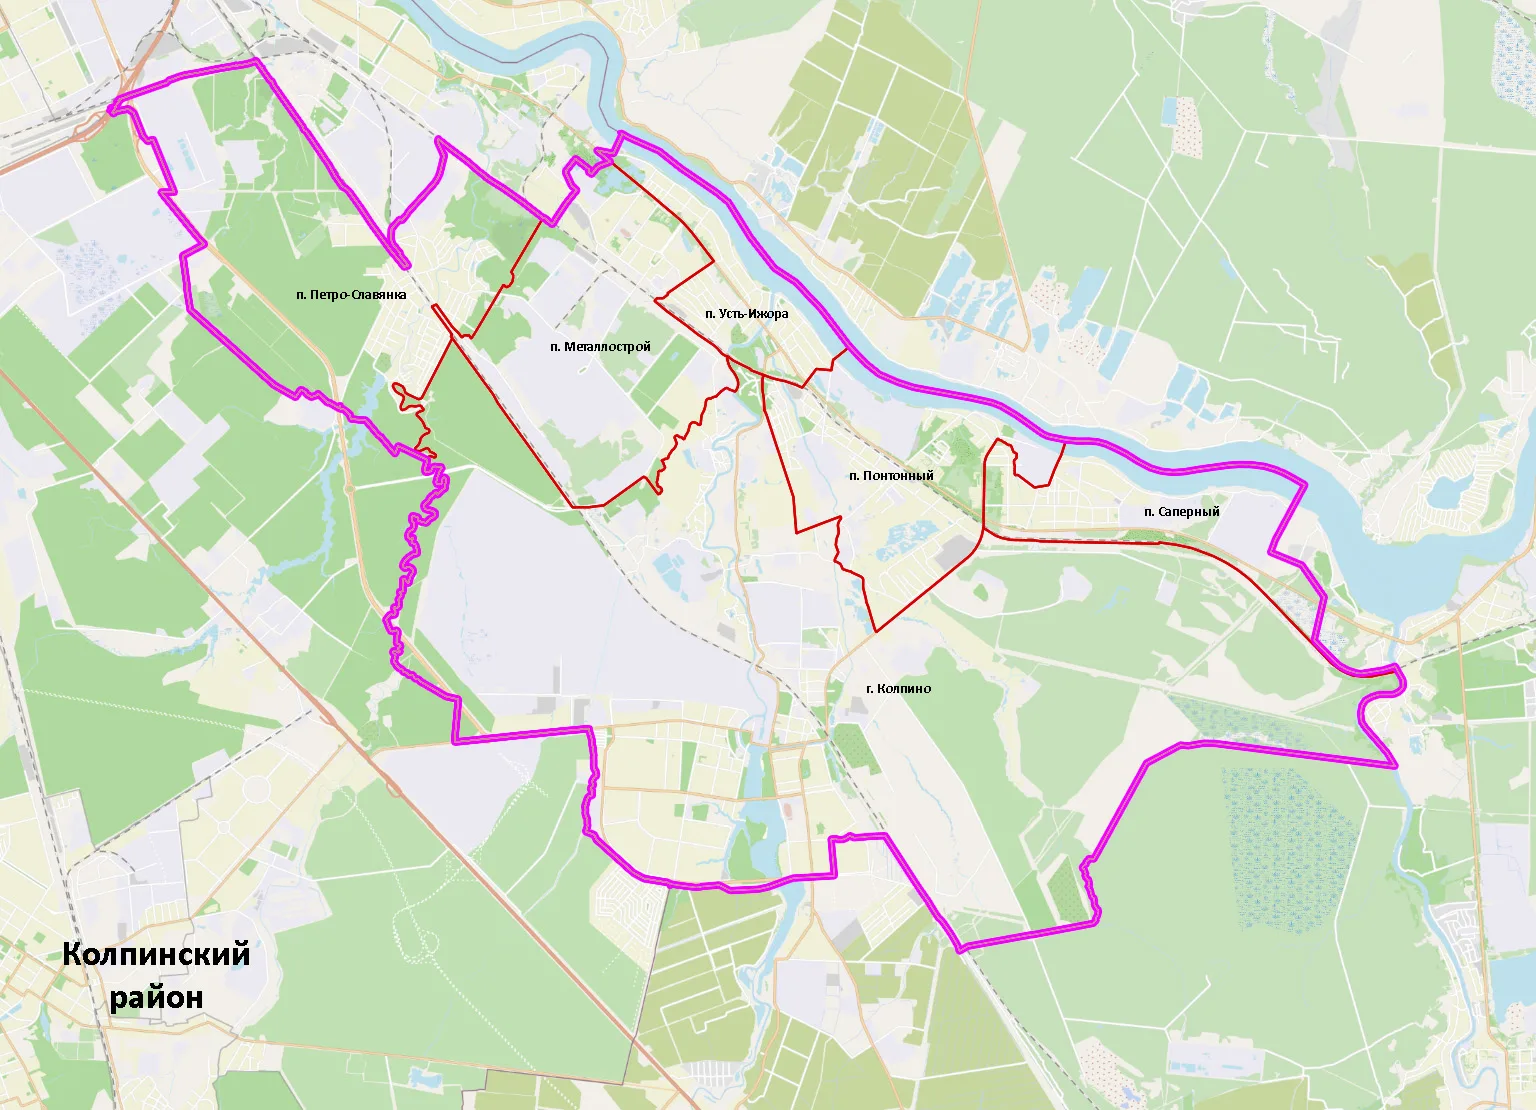 п. Петро-Славянка
п. Усть-Ижора
п. Металлострой
п. Понтонный
п. Саперный
г. Колпино
Колпинский
район